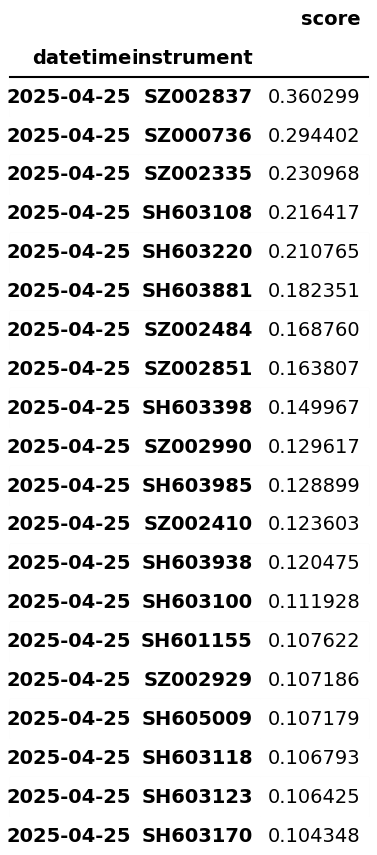 score
datetime instrument
2025-04-25 SZ002837 0.360299
2025-04-25 SZ000736 0.294402
2025-04-25 SZ002335 0.230968
2025-04-25 SH603108 0.216417
2025-04-25 SH603220 0.210765
2025-04-25 SH603881 0.182351
2025-04-25 SZ002484 0.168760
2025-04-25 SZ002851 0.163807
2025-04-25 SH603398 0.149967
2025-04-25 SZ002990 0.129617
2025-04-25 SH603985 0.128899
2025-04-25 SZ002410 0.123603
2025-04-25 SH603938 0.120475
2025-04-25 SH603100 0.111928
2025-04-25 SH601155 0.107622
2025-04-25 SZ002929 0.107186
2025-04-25 SH605009 0.107179
2025-04-25 SH603118 0.106793
2025-04-25 SH603123 0.106425
2025-04-25 SH603170 0.104348